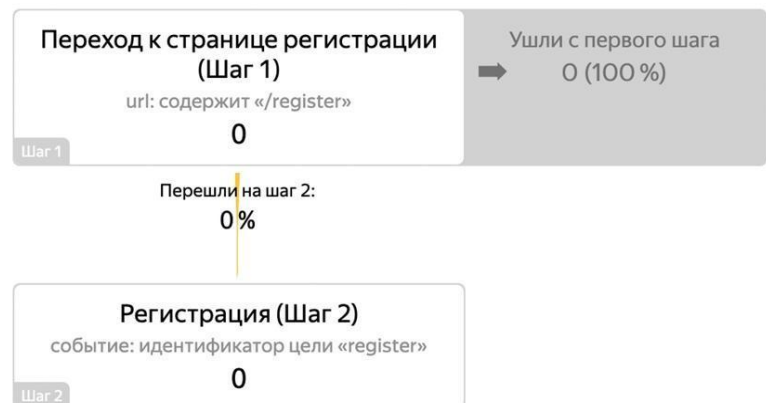 Переход к странице регистрации
(Шаг 1)
url: содержит «/register»
0
Шаг 1
Ушли с первого шага
0 (100 %)
Перешли на шаг 2:
0 %
Регистрация (Шаг 2)
событие: идентификатор цели «register»
0
Шаг 2